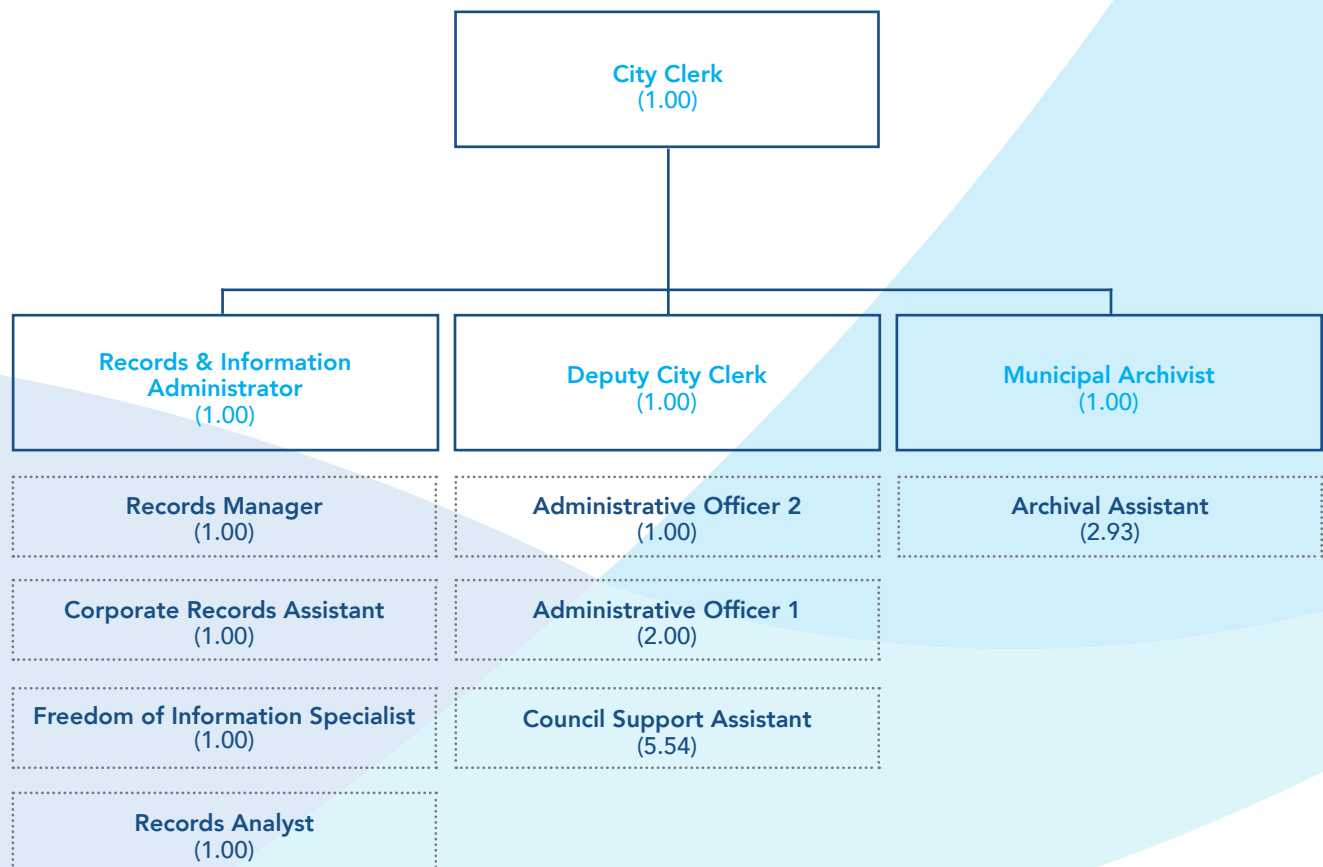 City Clerk
(1.00)
Records & Information
Administrator
(1.00)
Deputy City Clerk
(1.00)
Municipal Archivist
(1.00)
Records Manager
(1.00)
Administrative Officer 2
(1.00)
Archival Assistant
(2.93)
Corporate Records Assistant
(1.00)
Administrative Officer 1
(2.00)
Freedom of Information Specialist
(1.00)
Council Support Assistant
(5.54)
Records Analyst
(1.00)